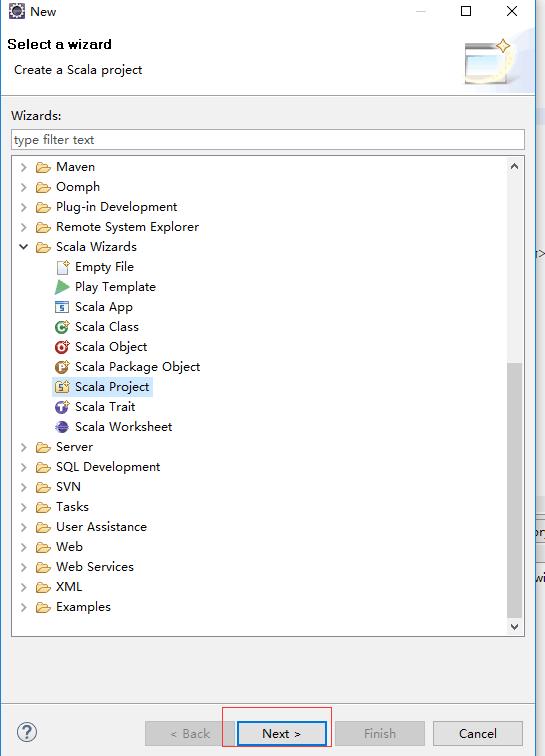 New
Select a wizard
Create a Scala project
Wizards:
type filter text
Maven
Oomph
Plug-in Development
Remote System Explorer
Scala Wizards
Empty File
Play Template
Scala App
Scala Class
Scala Object
Scala Package Object
Scala Project
Scala Trait
Scala Worksheet
Server
SQL Development
SVN
Tasks
User Assistance
Web
Web Services
XML
Examples
< Back
Next >
Finish
Cancel